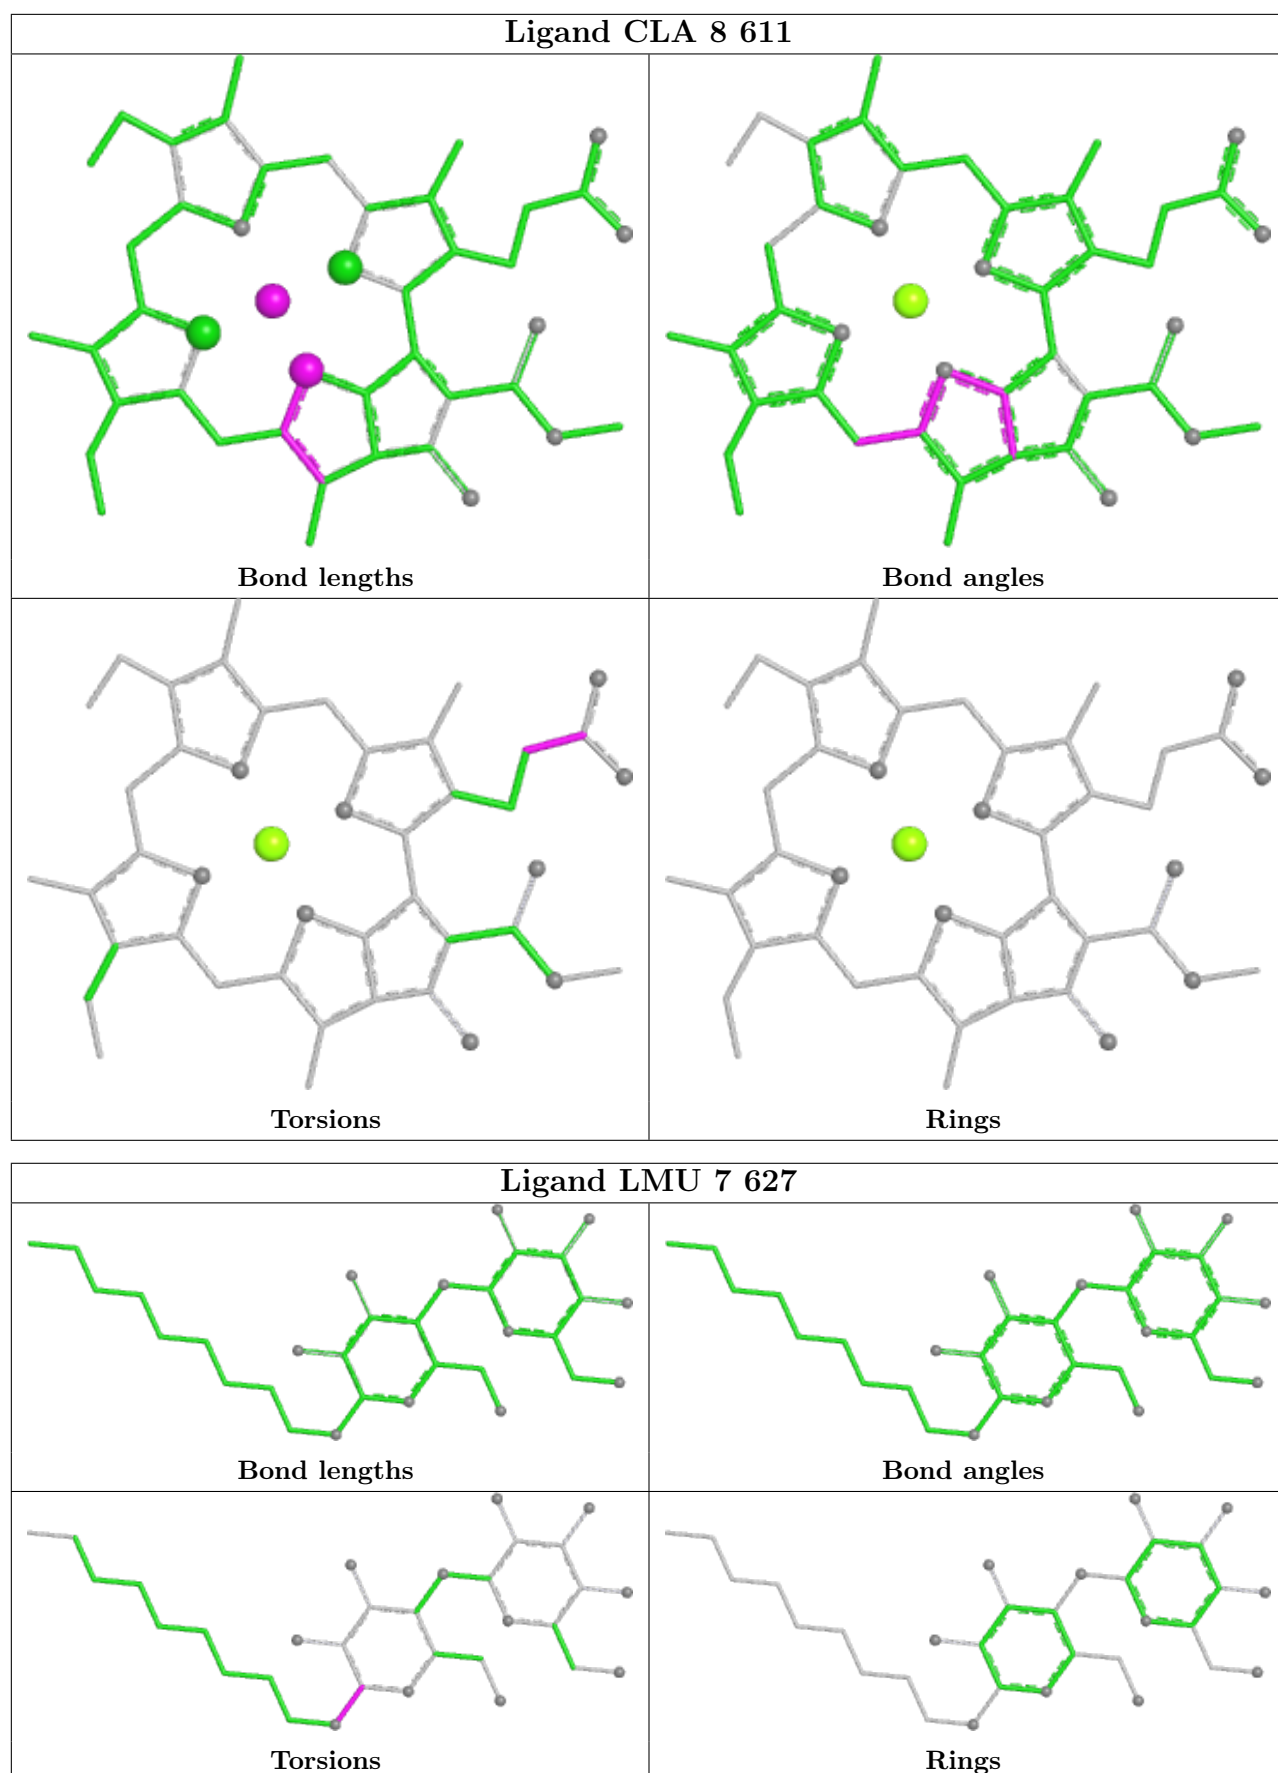 Ligand CLA 8 611
Bond lengths
Bond angles
Torsions
Rings
Ligand LMU 7 627
Bond lengths
Bond angles
Torsions
Rings